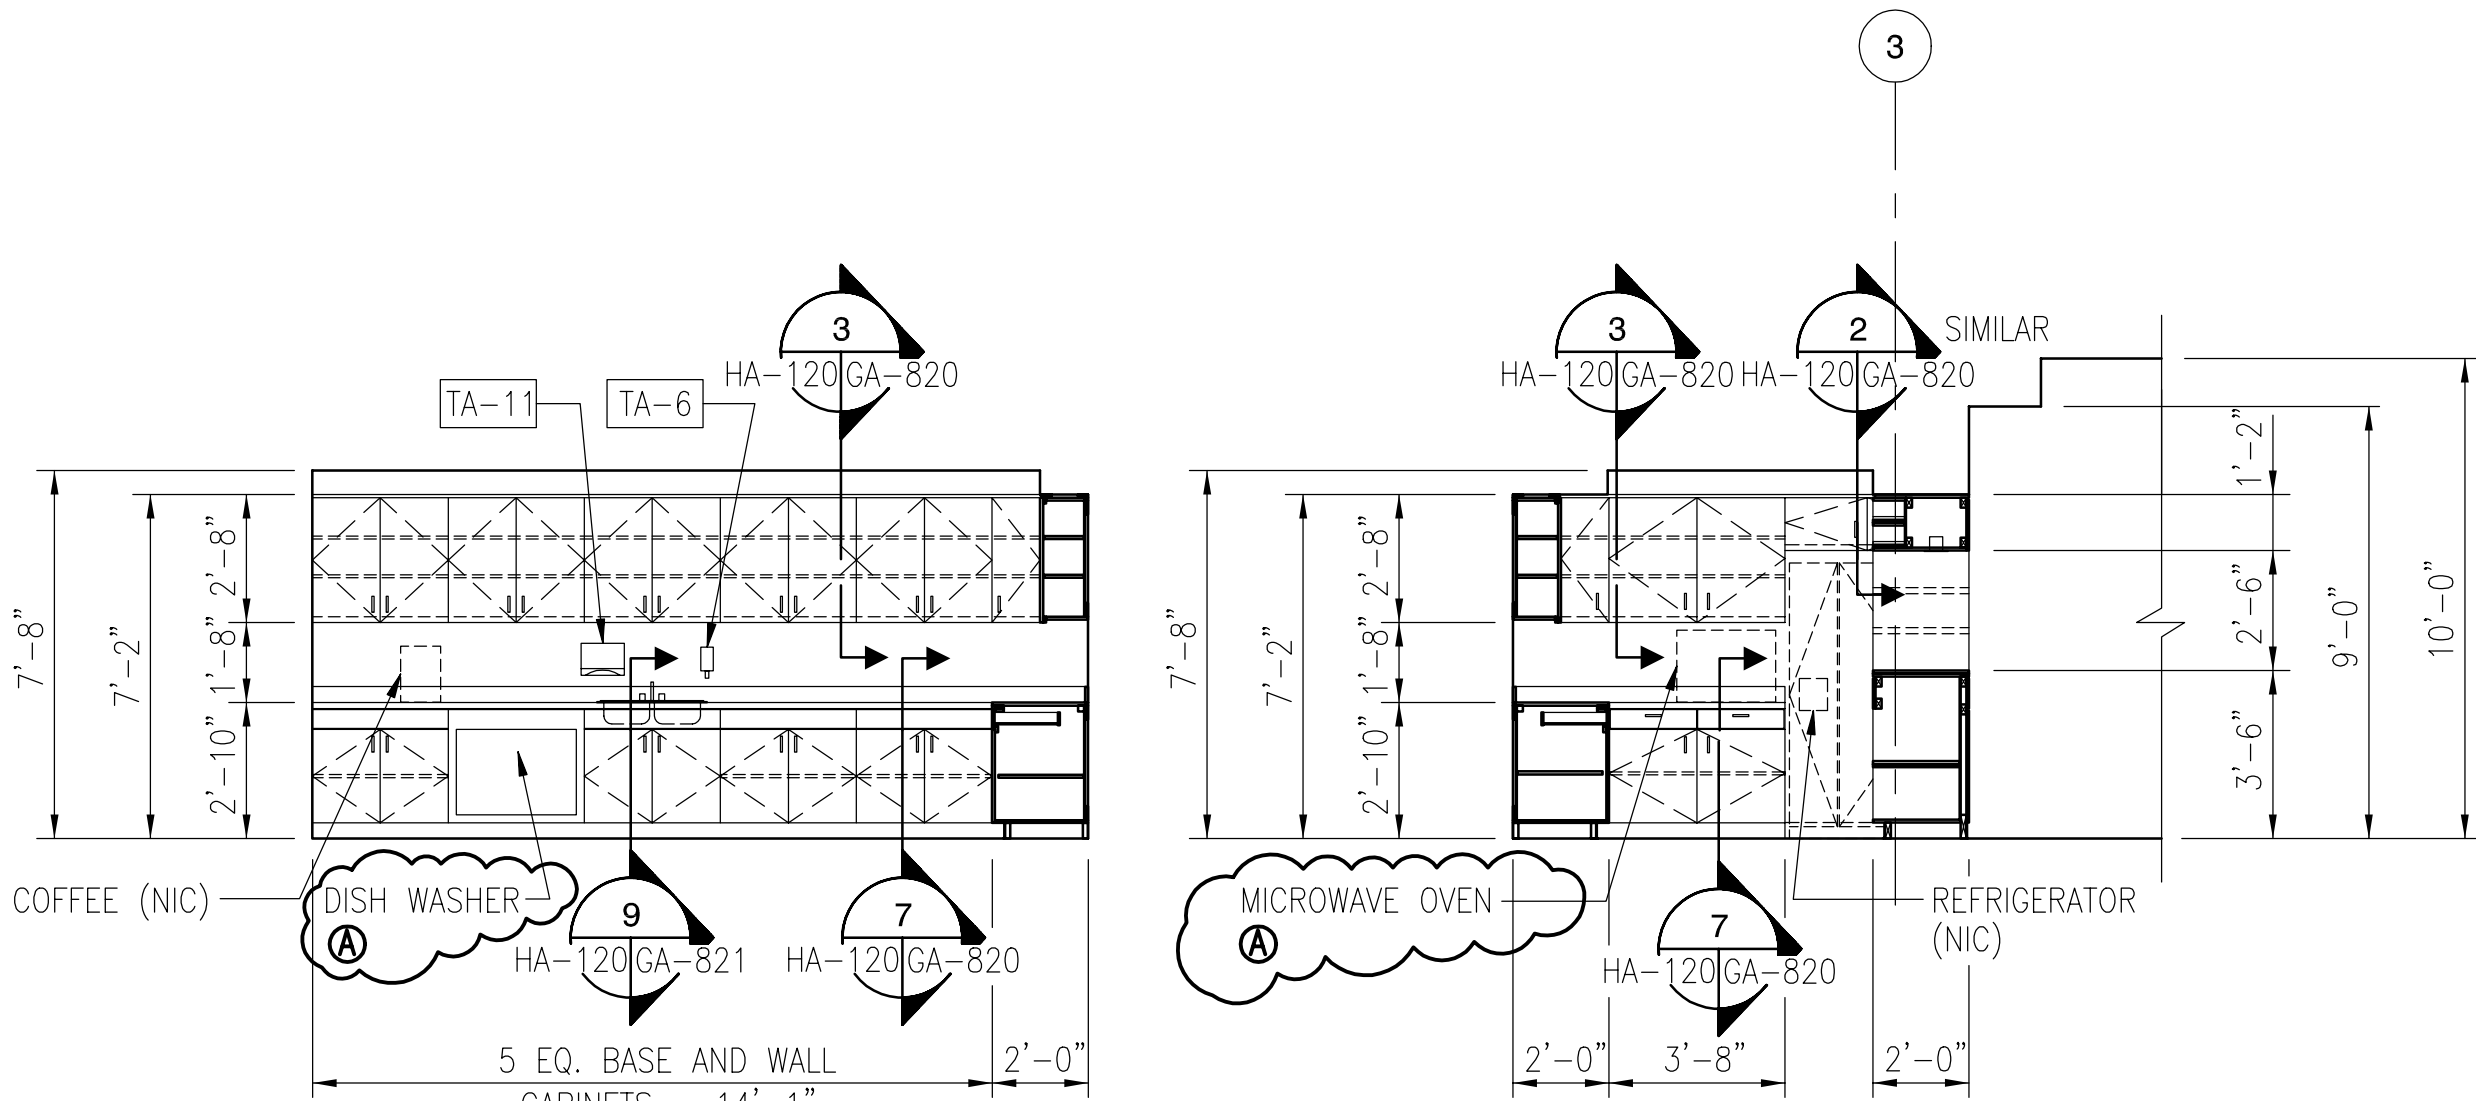 3
3
3
2
SIMILAR
HA-120 GA-820
HA-120 GA-820
HA-120 GA-820
TA-11
TA-6
7'-8"
7'-2"
2'-8"
1'-8"
2'-10"
7'-8"
7'-2"
2'-8"
1'-8"
2'-10"
1'-2"
2'-6"
3'-6"
9'-0"
10'-0"
COFFEE (NIC)
DISH WASHER
A
9
HA-120 GA-821
7
HA-120 GA-820
MICROWAVE OVEN
A
7
HA-120 GA-820
REFRIGERATOR
(NIC)
5 EQ. BASE AND WALL
CABINETS 14'-1"
2'-0"
2'-0"
3'-8"
2'-0"